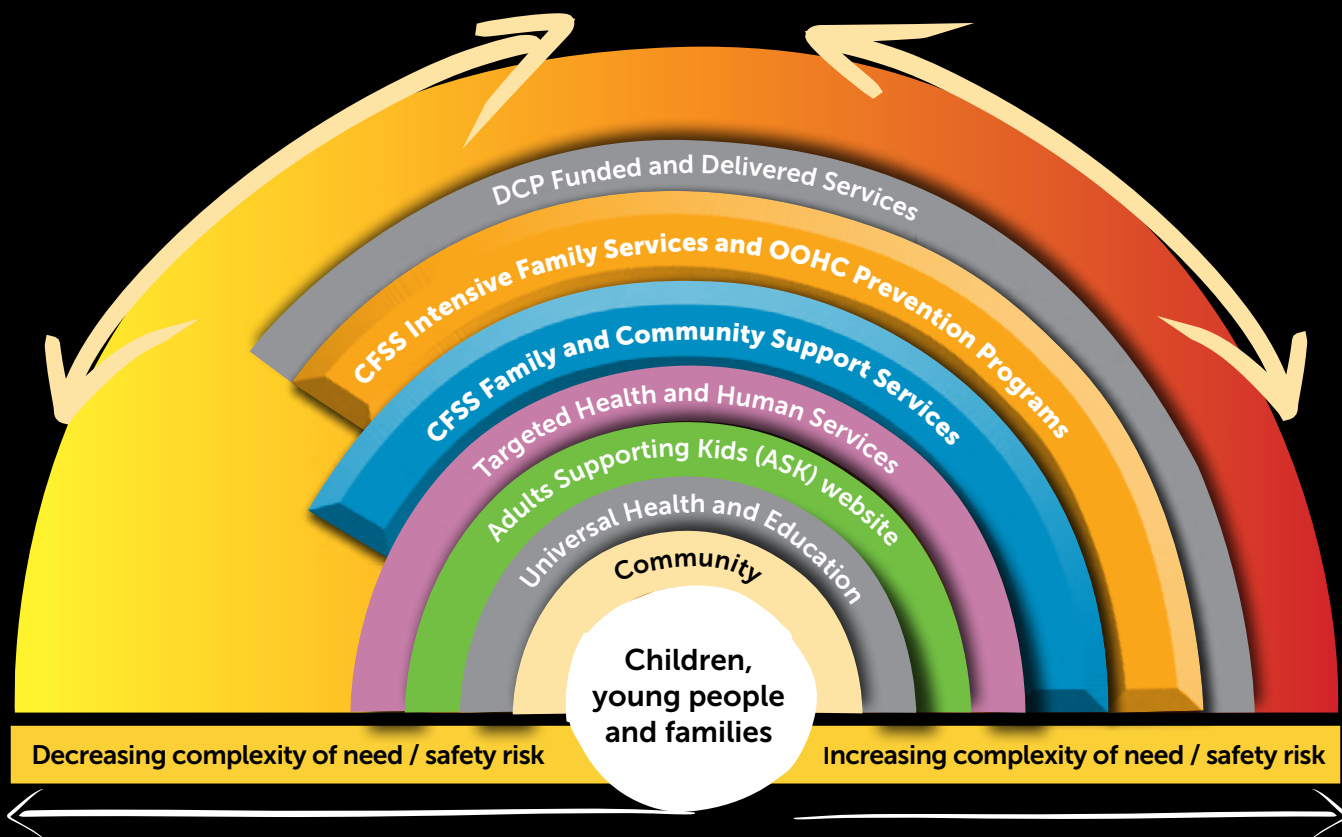 DCP Funded and Delivered Services
CFSS Intensive Family Services and OOHC Prevention Programs
CFSS Family and Community Support Services
Targeted Health and Human Services
Adults Supporting Kids (ASK) website
Universal Health and Education
Community
Children,
young people
and families
Decreasing complexity of need / safety risk
Increasing complexity of need / safety risk